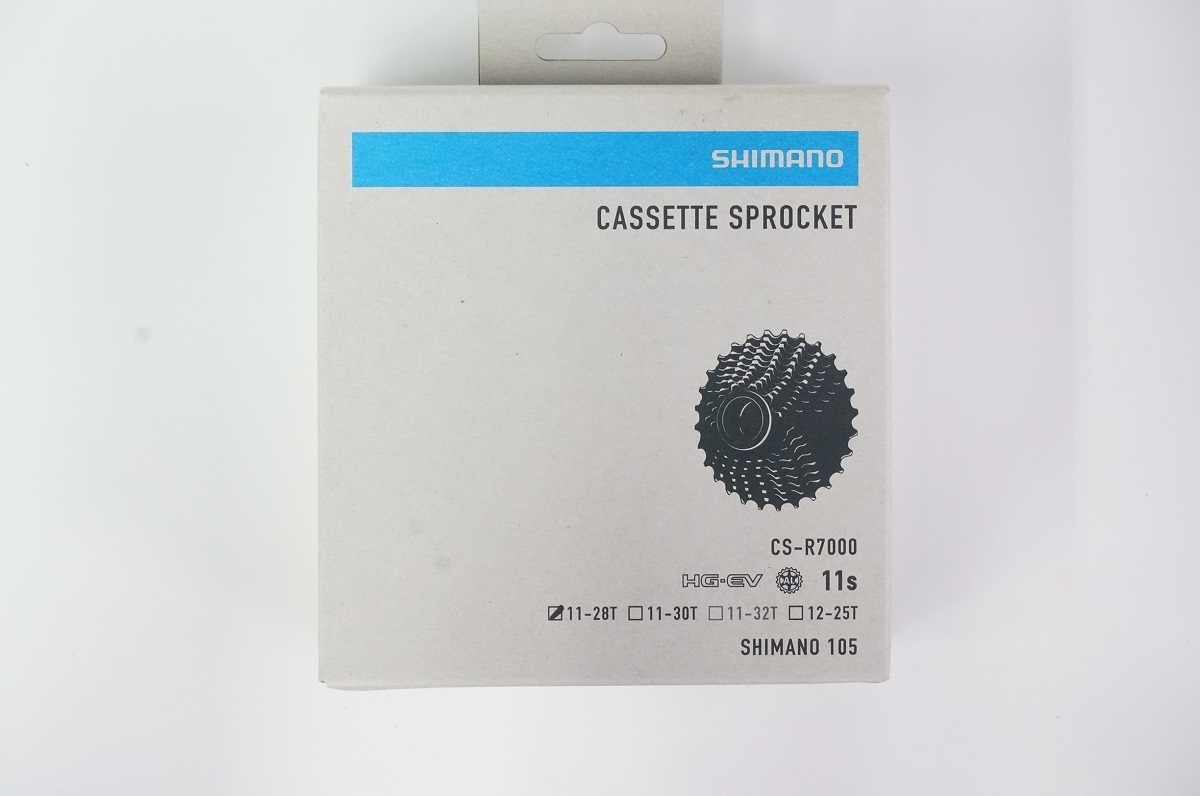 SHIMANO
CASSETTE SPROCKET
CS-R7000
HG-EV 11s
11-28T 11-30T 11-32T 12-25T
SHIMANO 105